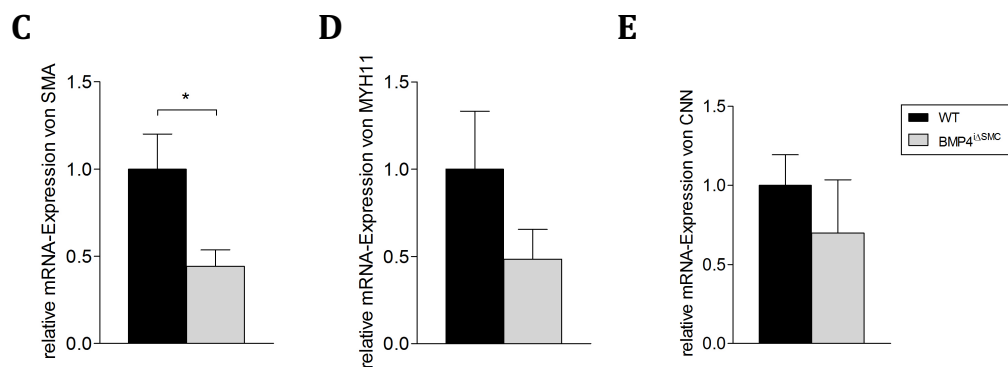 C
D
E
relative mRNA-Expression von SMA
1.5
1.0
0.5
0.0
*
relative mRNA-Expression von MYH11
1.5
1.0
0.5
0.0
relative mRNA-Expression von CNN
1.5
1.0
0.5
0.0
WT
BMP4iΔSMC